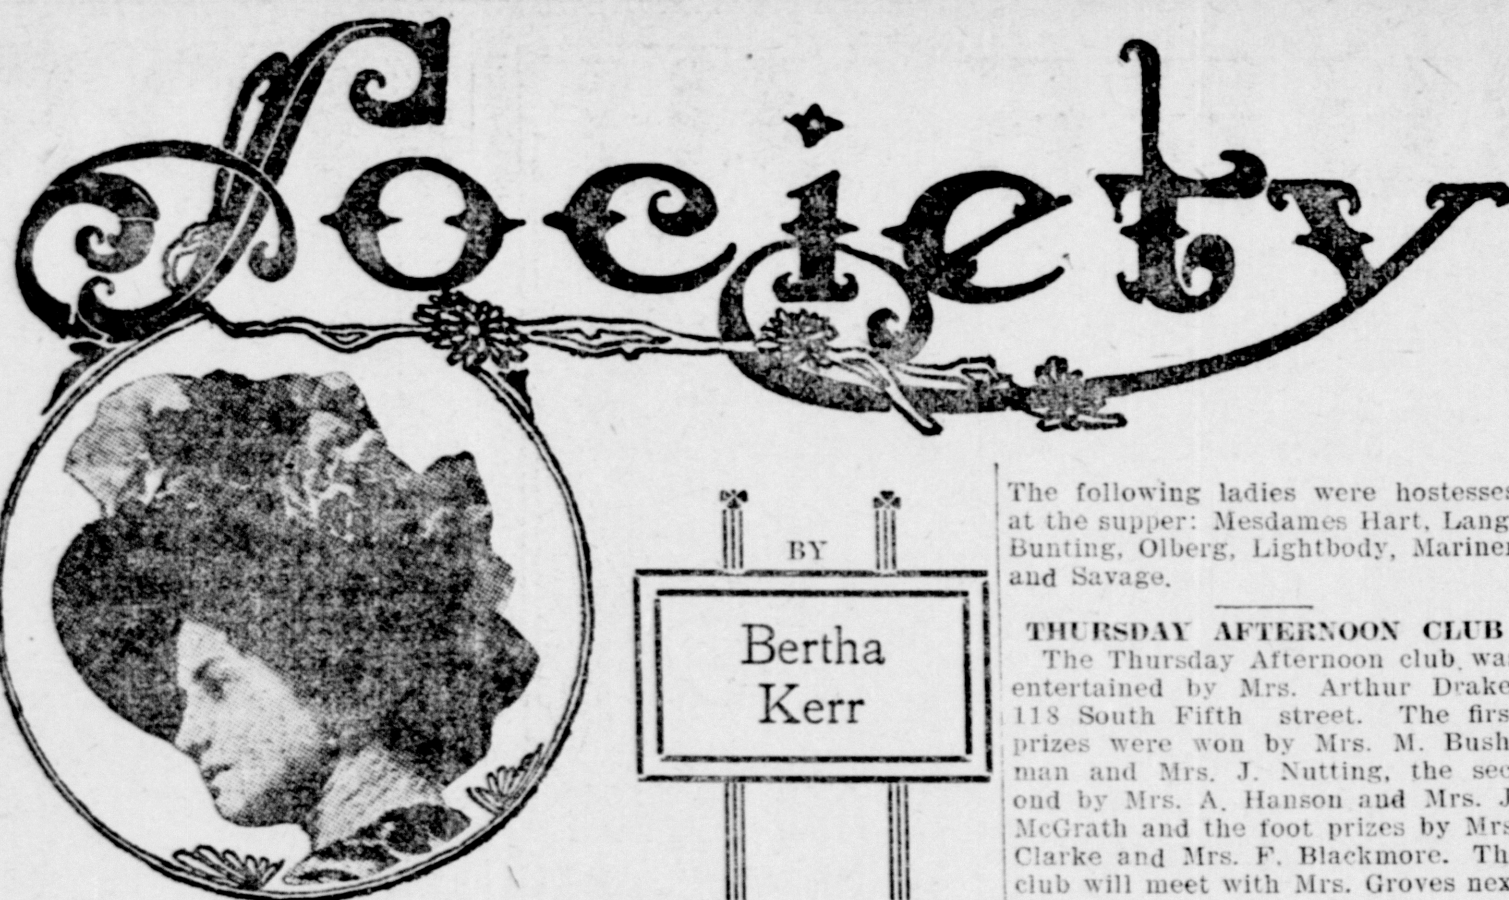 Society
BY
Bertha
Kerr
The following ladies were hostesses
at the supper: Mesdames Hart, Lang
Bunting, Olberg, Lightbody, Mariner
and Savage.
THURSDAY AFTERNOON CLUB
The Thursday Afternoon club wa
entertained by Mrs. Arthur Drake
118 South Fifth street. The firs
prizes were won by Mrs. M. Bush
man and Mrs. J. Nutting, the sec
ond by Mrs. A. Hanson and Mrs. J
McGrath and the foot prizes by Mrs
Clarke and Mrs. F. Blackmore. Th
club will meet with Mrs. Groves nex